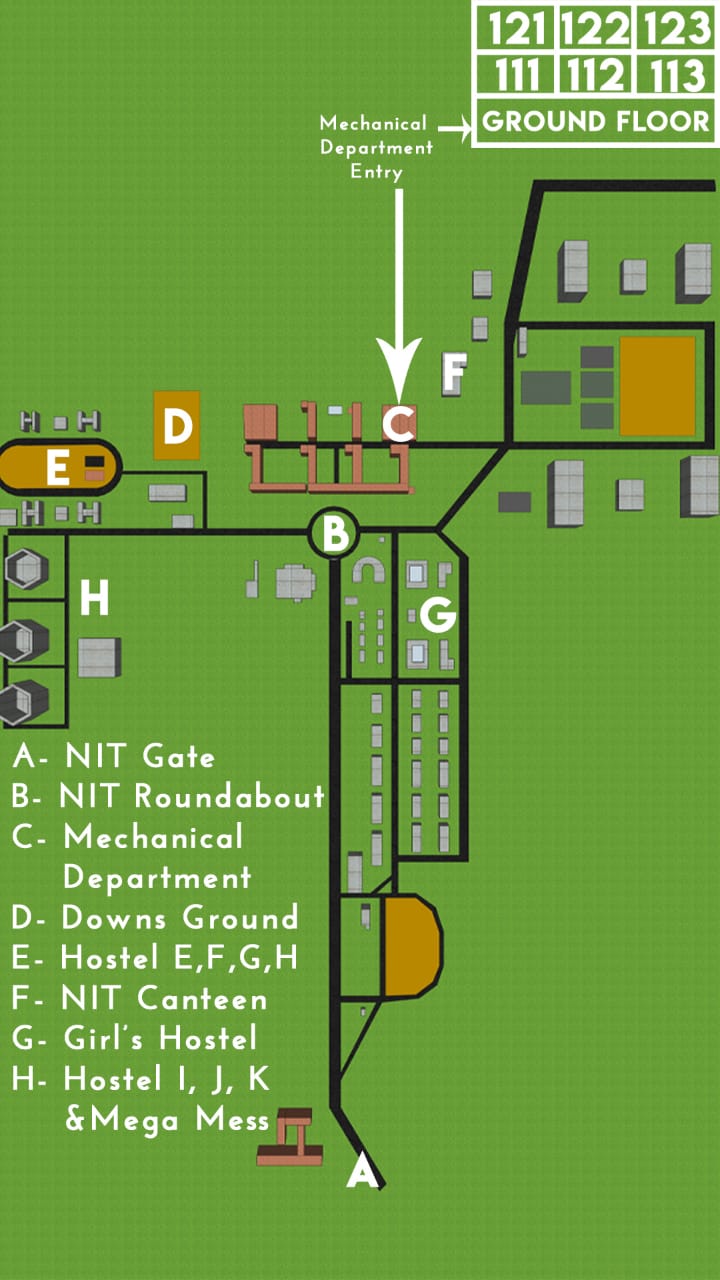 121 122 123
111 112 113
GROUND FLOOR
Mechanical
Department
Entry
F
C
D
E
B
H
G
A- NIT Gate
B- NIT Roundabout
C- Mechanical
Department
D- Downs Ground
E- Hostel E,F,G,H
F- NIT Canteen
G- Girl's Hostel
H- Hostel I, J, K
&Mega Mess
A